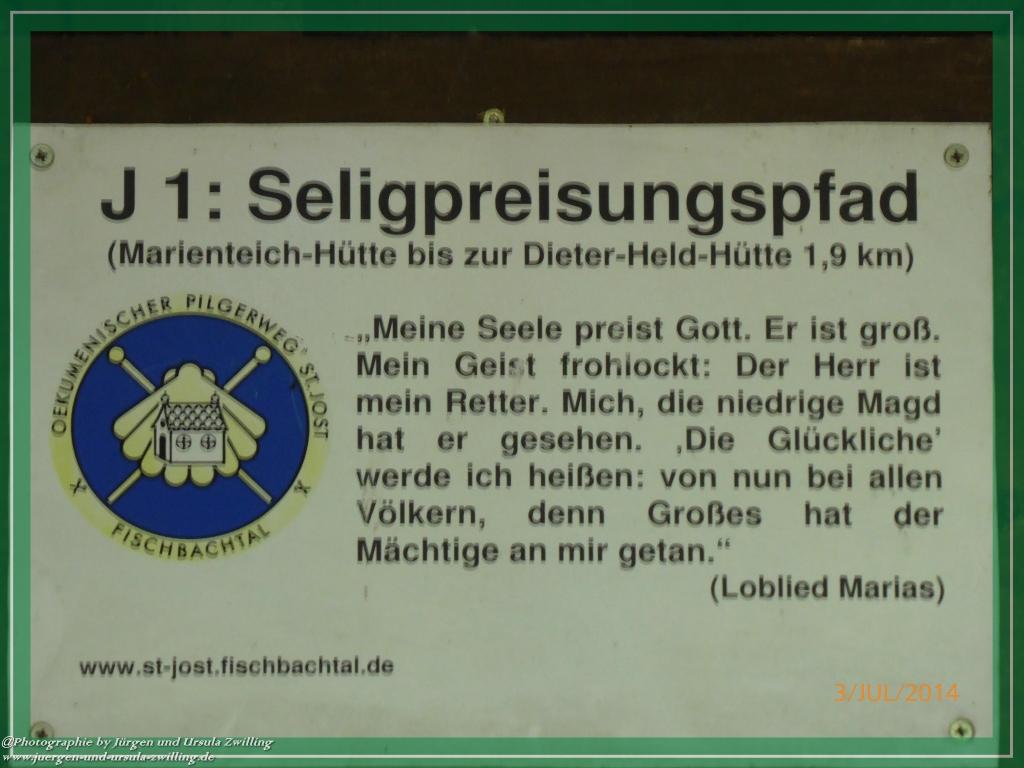 J 1: Seligpreisungspfad
(Marienteich-Hütte bis zur Dieter-Held-Hütte 1,9 km)
OEKUMENISCHER PILGERWEG ST. JOST
FISCHBACHTAL
„Meine Seele preist Gott. Er ist groß.
Mein Geist frohlockt: Der Herr ist
mein Retter. Mich, die niedrige Magd
hat er gesehen. ‚Die Glückliche’
werde ich heißen: von nun bei allen
Völkern, denn Großes hat der
Mächtige an mir getan.“
(Loblied Marias)
www.st-jost.fischbachtal.de
3/JUL/2014
@Photographie by Jürgen und Ursula Zwilling
www.juergen-und-ursula-zwilling.de